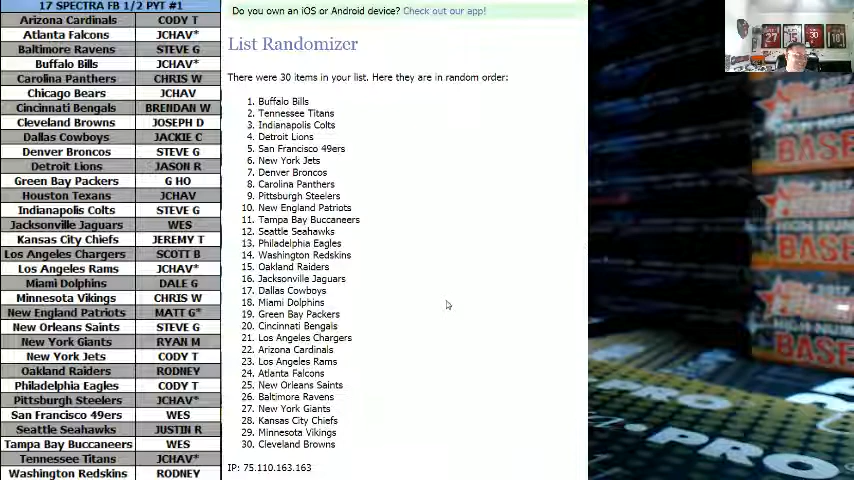 17 SPECTRA FB 1/2 PYT #1
Arizona Cardinals CODY T
Atlanta Falcons JCHAV*
Baltimore Ravens STEVE G
Buffalo Bills JCHAV*
Carolina Panthers CHRIS W
Chicago Bears JCHAV
Cincinnati Bengals BRENDAN W
Cleveland Browns JOSEPH D
Dallas Cowboys JACKIE C
Denver Broncos STEVE G
Detroit Lions JASON R
Green Bay Packers G HO
Houston Texans JCHAV
Indianapolis Colts STEVE G
Jacksonville Jaguars WES
Kansas City Chiefs JEREMY T
Los Angeles Chargers SCOTT B
Los Angeles Rams JCHAV*
Miami Dolphins DALE G
Minnesota Vikings CHRIS W
New England Patriots MATT G*
New Orleans Saints STEVE G
New York Giants RYAN M
New York Jets CODY T
Oakland Raiders RODNEY
Philadelphia Eagles CODY T
Pittsburgh Steelers JCHAV*
San Francisco 49ers WES
Seattle Seahawks JUSTIN R
Tampa Bay Buccaneers WES
Tennessee Titans JCHAV*
Washington Redskins RODNEY
Do you own an iOS or Android device? Check out our app!
List Randomizer
There were 30 items in your list. Here they are in random order:
1. Buffalo Bills
2. Tennessee Titans
3. Indianapolis Colts
4. Detroit Lions
5. San Francisco 49ers
6. New York Jets
7. Denver Broncos
8. Carolina Panthers
9. Pittsburgh Steelers
10. New England Patriots
11. Tampa Bay Buccaneers
12. Seattle Seahawks
13. Philadelphia Eagles
14. Washington Redskins
15. Oakland Raiders
16. Jacksonville Jaguars
17. Dallas Cowboys
18. Miami Dolphins
19. Green Bay Packers
20. Cincinnati Bengals
21. Los Angeles Chargers
22. Arizona Cardinals
23. Los Angeles Rams
24. Atlanta Falcons
25. New Orleans Saints
26. Baltimore Ravens
27. New York Giants
28. Kansas City Chiefs
29. Minnesota Vikings
30. Cleveland Browns
IP: 75.110.163.163
BASE
BASE
PRO